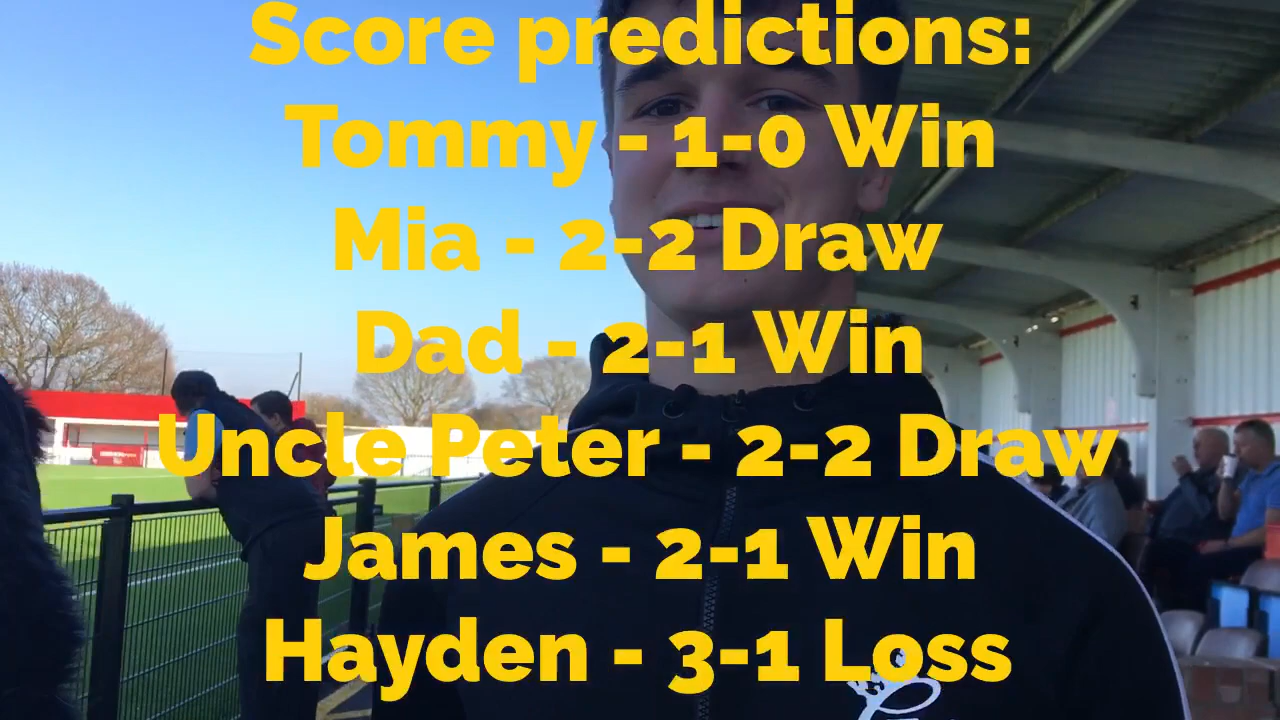 Score predictions:
Tommy - 1-0 Win
Mia - 2-2 Draw
Dad - 2-1 Win
Uncle Peter - 2-2 Draw
James - 2-1 Win
Hayden - 3-1 Loss